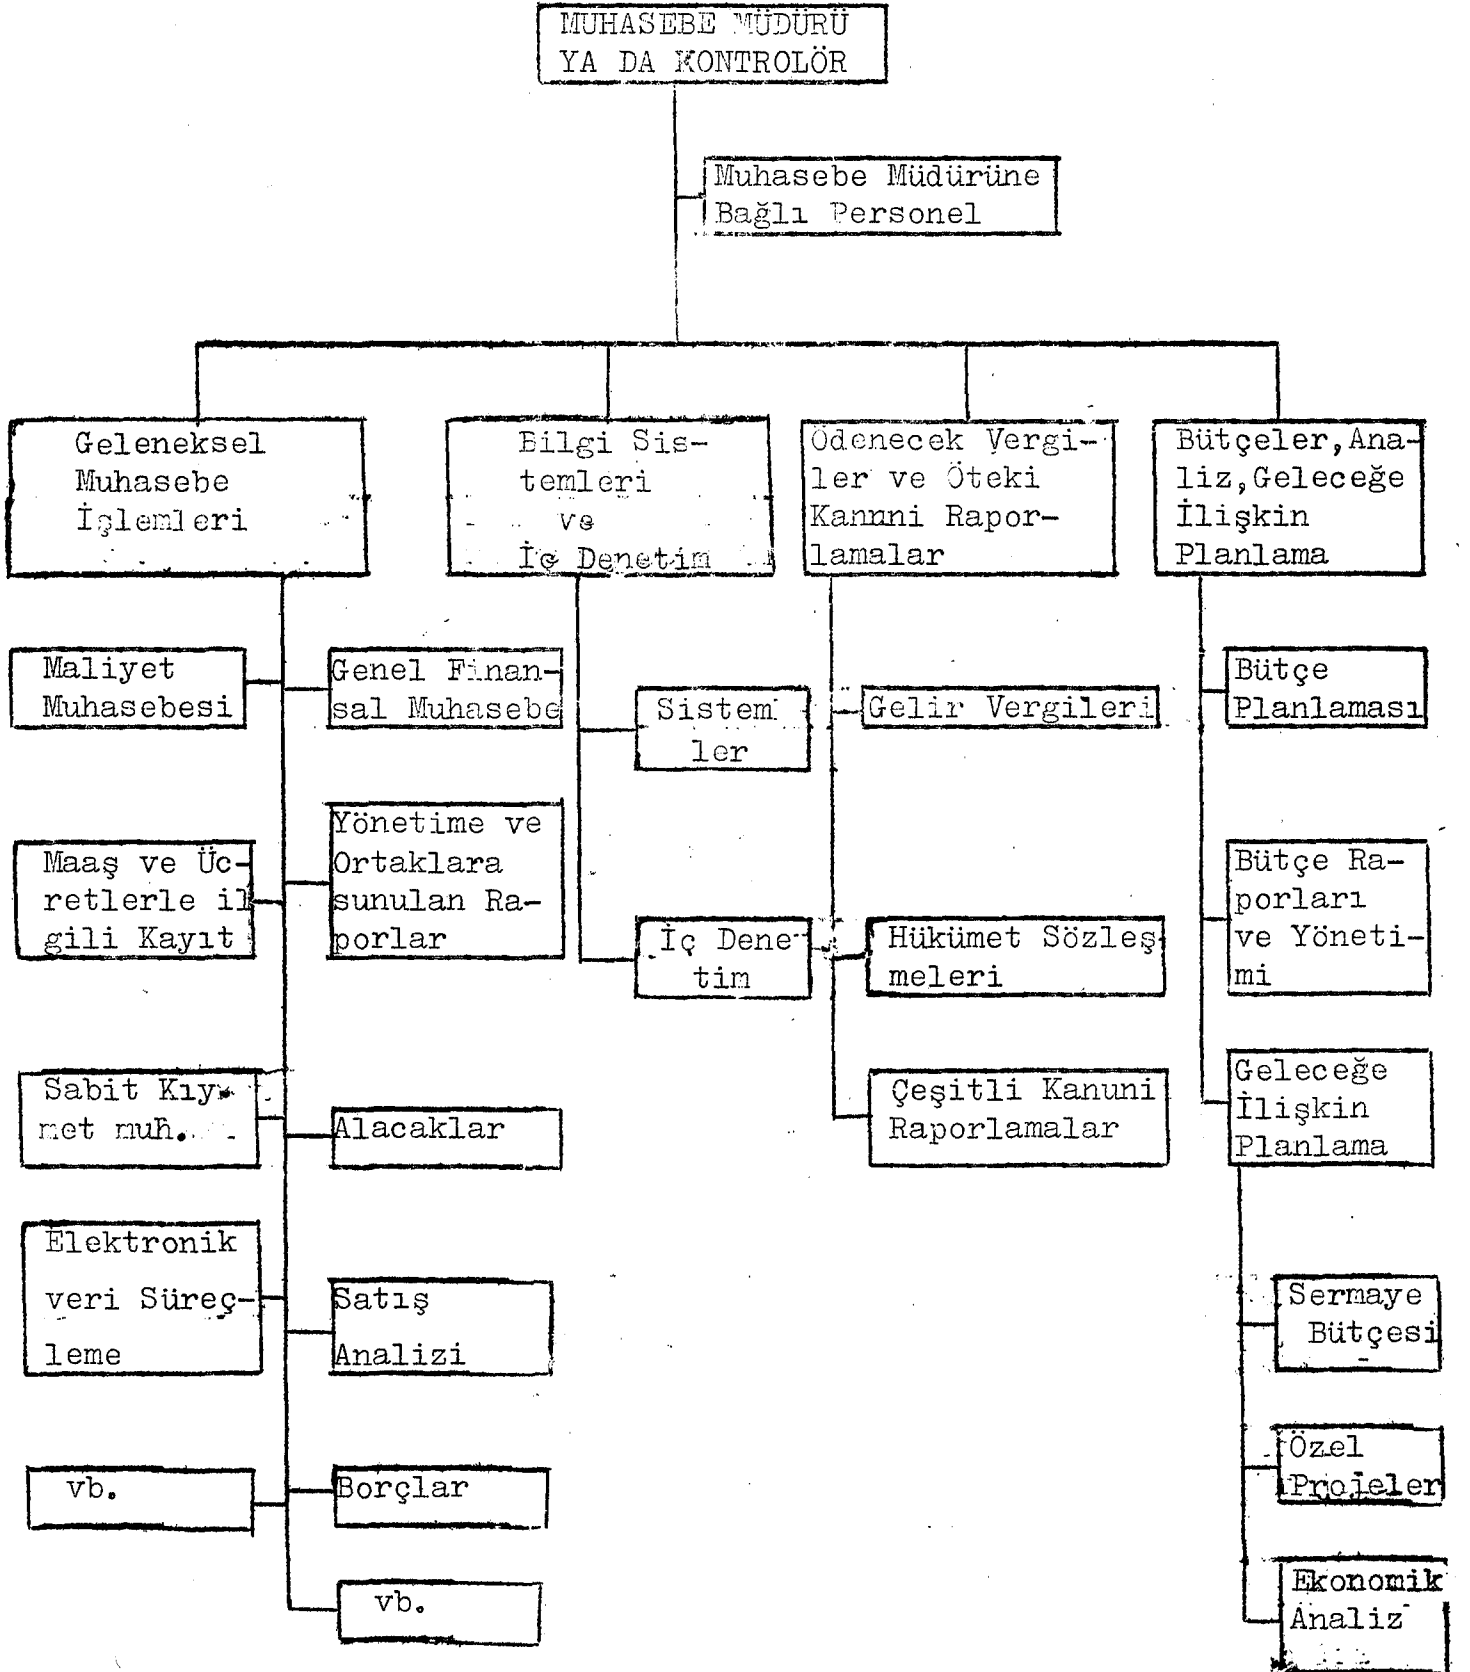 MUHASEBE MÜDÜRÜ
YA DA KONTROLÖR
Muhasebe Müdürüne
Bağlı Personel
Geleneksel
Muhasebe
İşlemleri
Bilgi Sis-
temleri
ve
İç Denetim
Ödenecek Vergi-
ler ve Öteki
Kanuni Rapor-
lamalar
Bütçeler,Ana-
liz,Geleceğe
İlişkin
Planlama
Maliyet
Muhasebesi
Genel Finan-
sal Muhasebe
Sistem
ler
Gelir Vergileri
Bütçe
Planlaması
Maaş ve Üc-
retlerle il
gili Kayıt
Yönetime ve
Ortaklara
sunulan Ra-
porlar
İç Dene-
tim
Hükümet Sözleş
meleri
Bütçe Ra-
porları
ve Yöneti-
mi
Sabit Kıy-
met muh.
Alacaklar
Çeşitli Kanuni
Raporlamalar
Geleceğe
İlişkin
Planlama
Elektronik
veri Süreç-
leme
Satış
Analizi
Sermaye
Bütçesi
vb.
Borçlar
Özel
Projeler
vb.
Ekonomik
Analiz